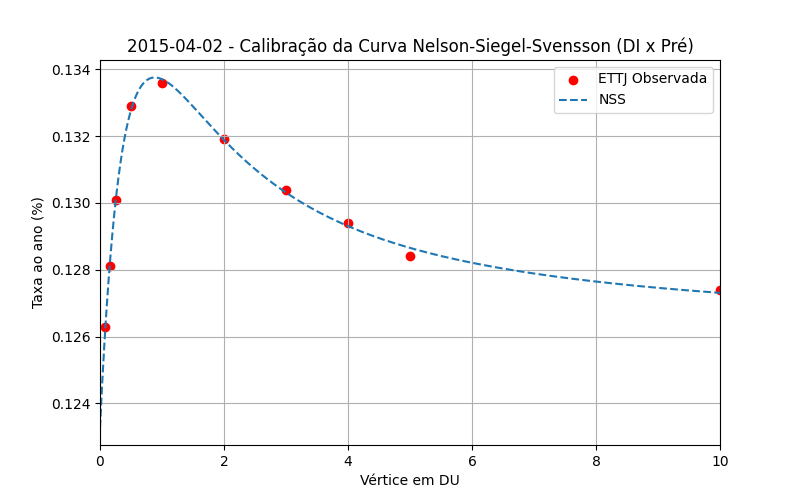 2015-04-02 - Calibração da Curva Nelson-Siegel-Svensson (DI x Pré)
ETTJ Observada
NSS
Taxa ao ano (%)
0.134
0.132
0.130
0.128
0.126
0.124
0 2 4 6 8 10
Vértice em DU